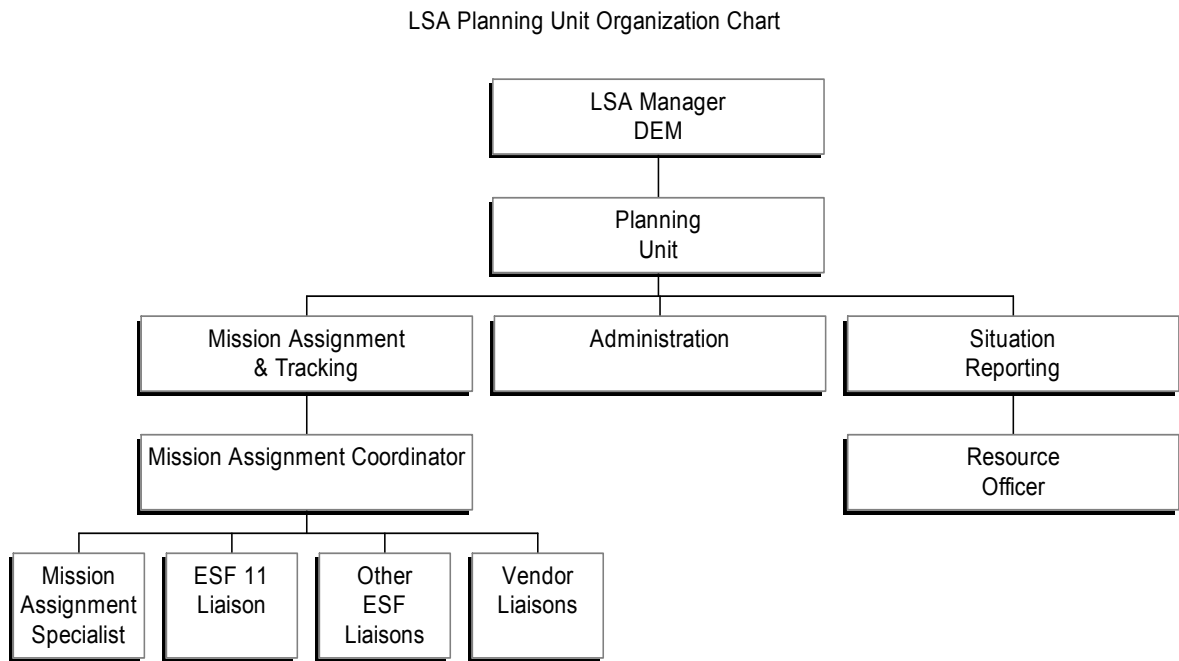 LSA Planning Unit Organization Chart
LSA Manager
DEM
Planning
Unit
Mission Assignment
& Tracking
Administration
Situation
Reporting
Mission Assignment Coordinator
Resource
Officer
Mission
Assignment
Specialist
ESF 11
Liaison
Other
ESF
Liaisons
Vendor
Liaisons